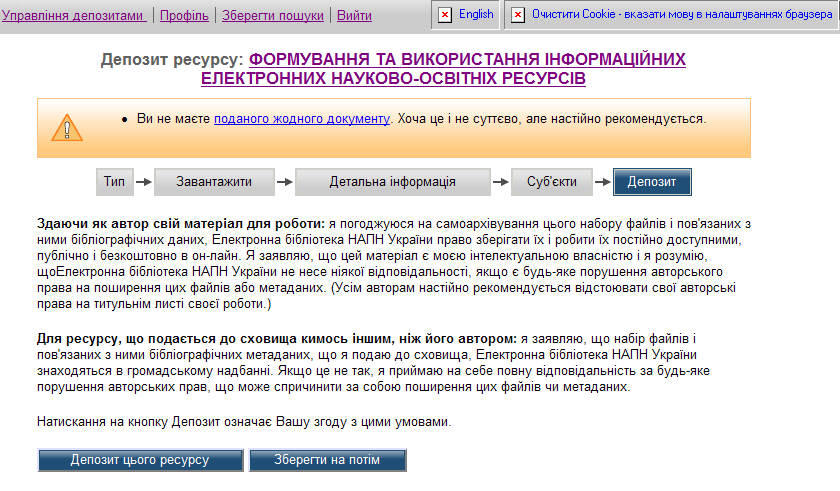 Управління депозитами | Профіль | Зберегти пошуки | Вийти
English
Очистити Cookie - вказати мову в налаштуваннях браузера
Депозит ресурсу: ФОРМУВАННЯ ТА ВИКОРИСТАННЯ ІНФОРМАЦІЙНИХ
ЕЛЕКТРОННИХ НАУКОВО-ОСВІТНІХ РЕСУРСІВ
• Ви не маєте поданого жодного документу. Хоча це і не суттєво, але настійно рекомендується.
Тип → Завантажити → Детальна інформація → Суб'єкти → Депозит
Здаючи як автор свій матеріал для роботи: я погоджуюся на самоархівування цього набору файлів і пов'язаних з
ними бібліографічних даних, Електронна бібліотека НАПН України право зберігати їх і робити їх постійно доступними,
публічно і безкоштовно в он-лайн. Я заявляю, що цей матеріал є моєю інтелектуальною власністю і я розумію,
щоЕлектронна бібліотека НАПН України не несе ніякої відповідальності, якщо є будь-яке порушення авторського
права на поширення цих файлів або метаданих. (Усім авторам настійно рекомендується відстоювати свої авторські
права на титульнім листі своєї роботи.)
Для ресурсу, що подається до сховища кимось іншим, ніж його автором: я заявляю, що набір файлів і
пов'язаних з ними бібліографічних метаданих, що я подаю до сховища, Електронна бібліотека НАПН України
знаходяться в громадському надбанні. Якщо це не так, я приймаю на себе повну відповідальність за будь-яке
порушення авторських прав, що може спричинити за собою поширення цих файлів чи метаданих.
Натискання на кнопку Депозит означає Вашу згоду з цими умовами.
Депозит цього ресурсу
Зберегти на потім